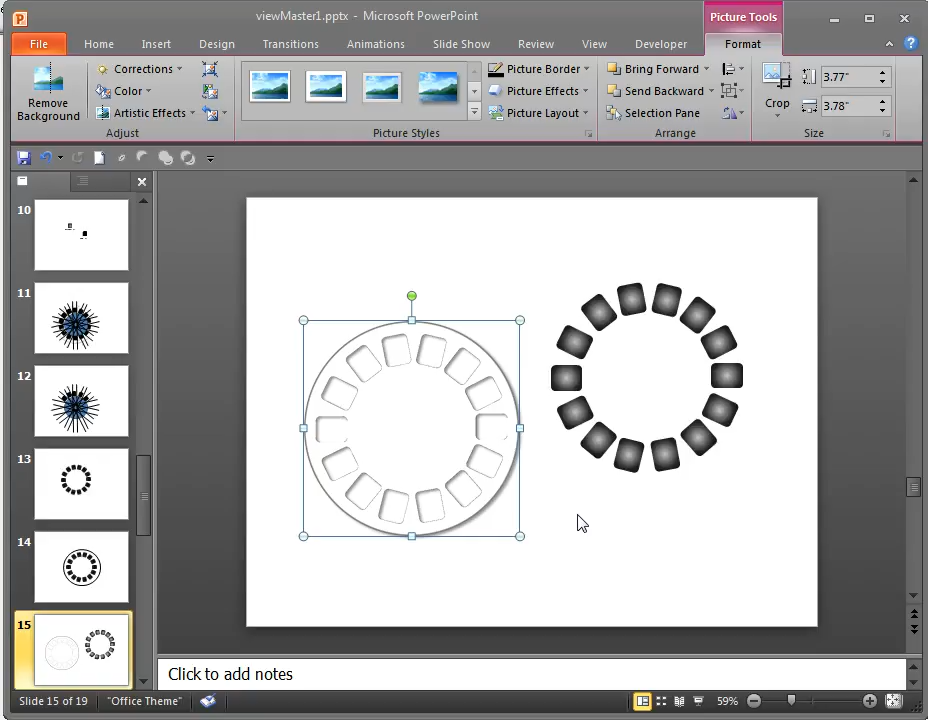 viewMaster1.pptx - Microsoft PowerPoint
Picture Tools
File Home Insert Design Transitions Animations Slide Show Review View Developer Format
Remove Background
Corrections
Color
Artistic Effects
Adjust
Picture Styles
Picture Border
Picture Effects
Picture Layout
Bring Forward
Send Backward
Selection Pane
Arrange
Crop
3.77"
3.78"
Size
10
11
12
13
14
15
Click to add notes
Slide 15 of 19 "Office Theme" 59%